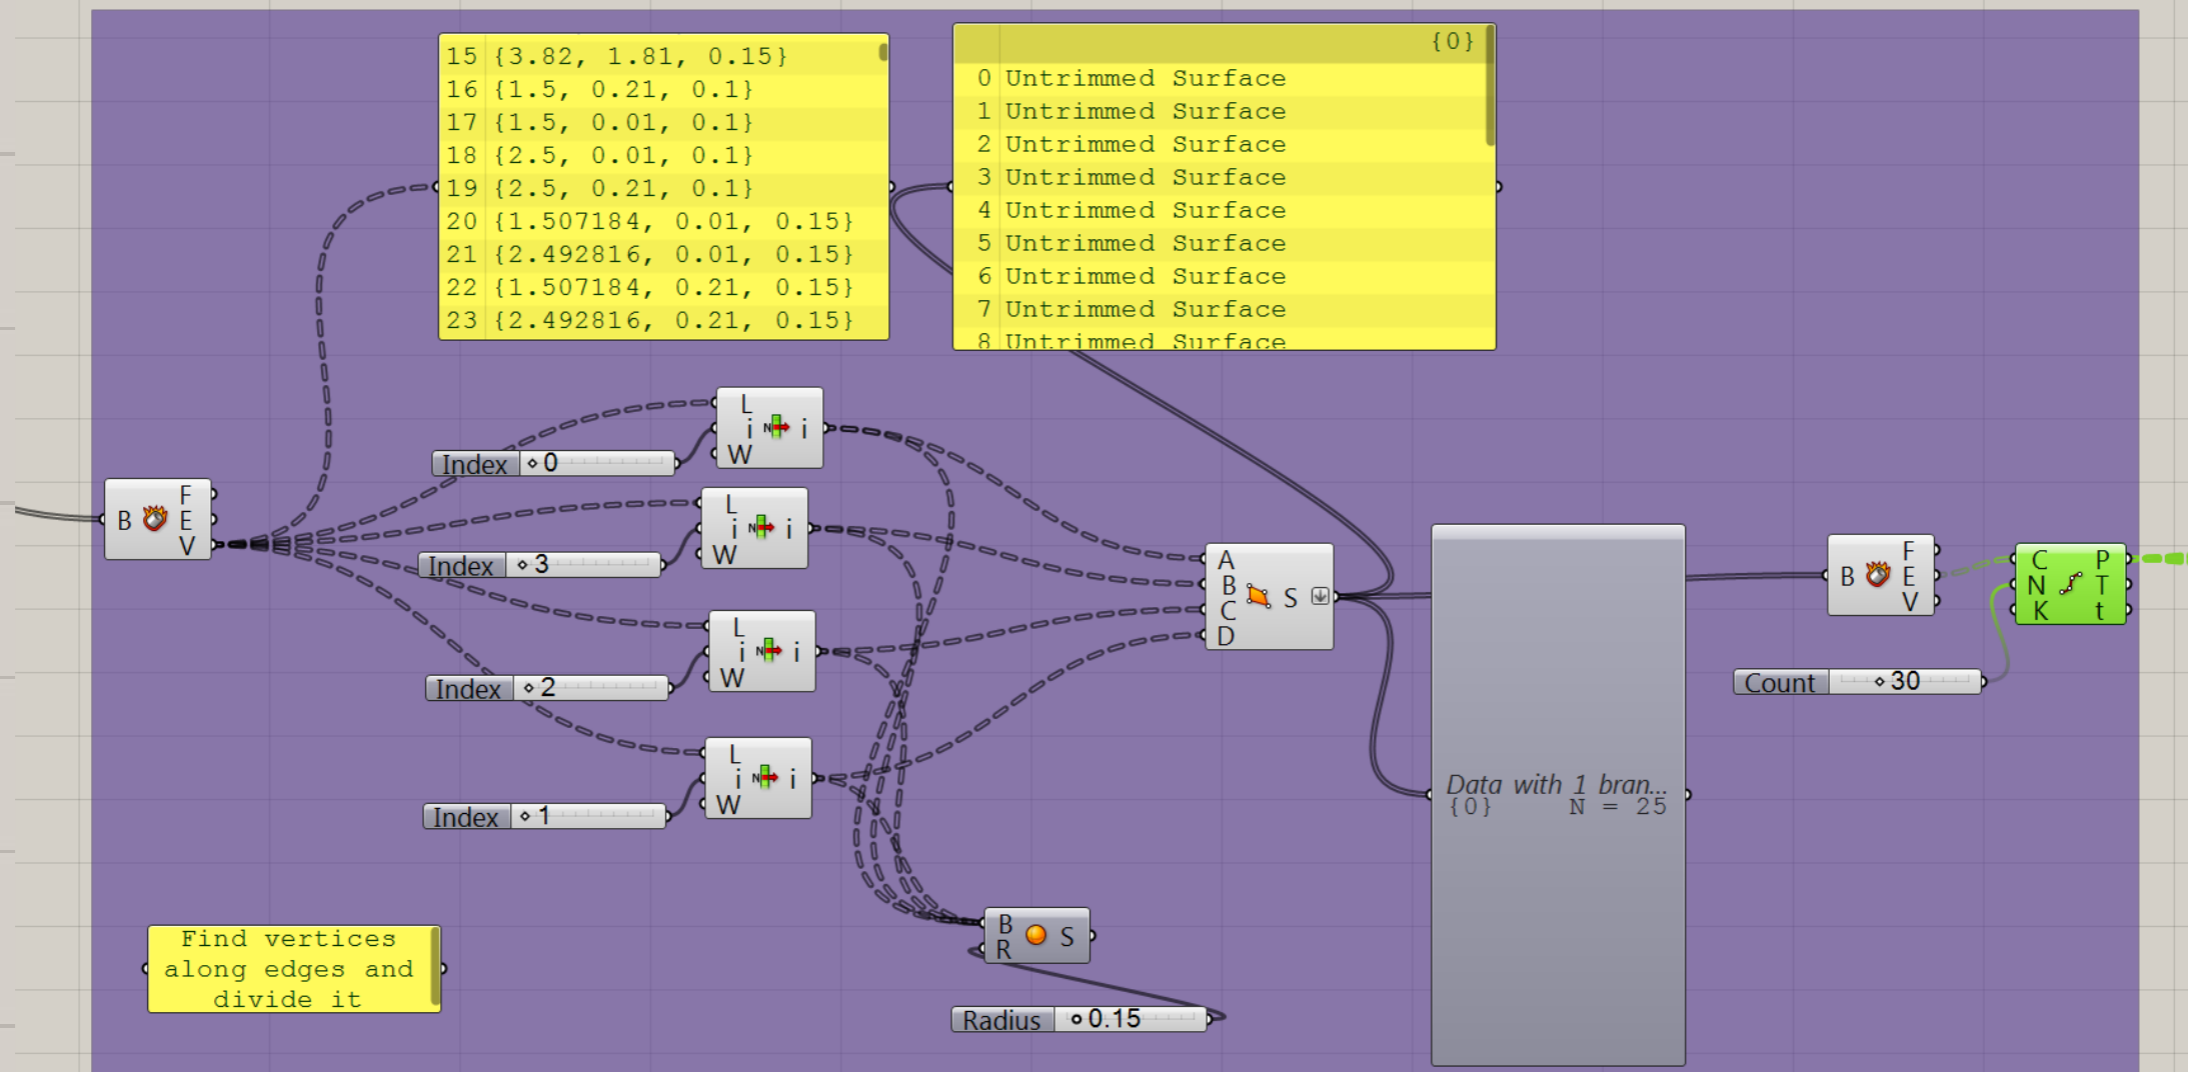 15 {3.82, 1.81, 0.15}
16 {1.5, 0.21, 0.1}
17 {1.5, 0.01, 0.1}
18 {2.5, 0.01, 0.1}
19 {2.5, 0.21, 0.1}
20 {1.507184, 0.01, 0.15}
21 {2.492816, 0.01, 0.15}
22 {1.507184, 0.21, 0.15}
23 {2.492816, 0.21, 0.15}
{0}
0 Untrimmed Surface
1 Untrimmed Surface
2 Untrimmed Surface
3 Untrimmed Surface
4 Untrimmed Surface
5 Untrimmed Surface
6 Untrimmed Surface
7 Untrimmed Surface
8 Untrimmed Surface
L
i N i
W
Index 0
L
i N i
W
Index 3
L
i N i
W
Index 2
L
i N i
W
Index 1
F
B E
V
A
B
C S
D
Data with 1 bran...
{0} N = 25
F
B E
V
C P
N T
K t
Count 30
B
R S
Radius 0.15
Find vertices
along edges and
divide it